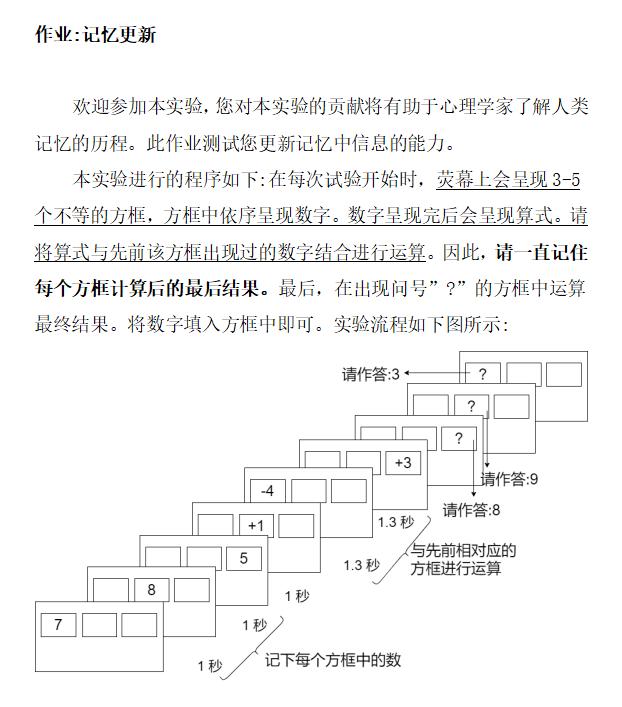 作业:记忆更新
欢迎参加本实验,您对本实验的贡献将有助于心理学家了解人类
记忆的历程。此作业测试您更新记忆中信息的能力。
本实验进行的程序如下:在每次试验开始时，荧幕上会呈现3-5
个不等的方框，方框中依序呈现数字。数字呈现完后会呈现算式。请
将算式与先前该方框出现过的数字结合进行运算。因此,请一直记住
每个方框计算后的最后结果。最后，在出现问号”?”的方框中运算
最终结果。将数字填入方框中即可。实验流程如下图所示:
请作答:3
?
?
?
+3
请作答:9
-4
请作答:8
+1
1.3 秒
5
1.3 秒
与先前相对应的
方框进行运算
8
1 秒
7
1 秒
1 秒
记下每个方框中的数